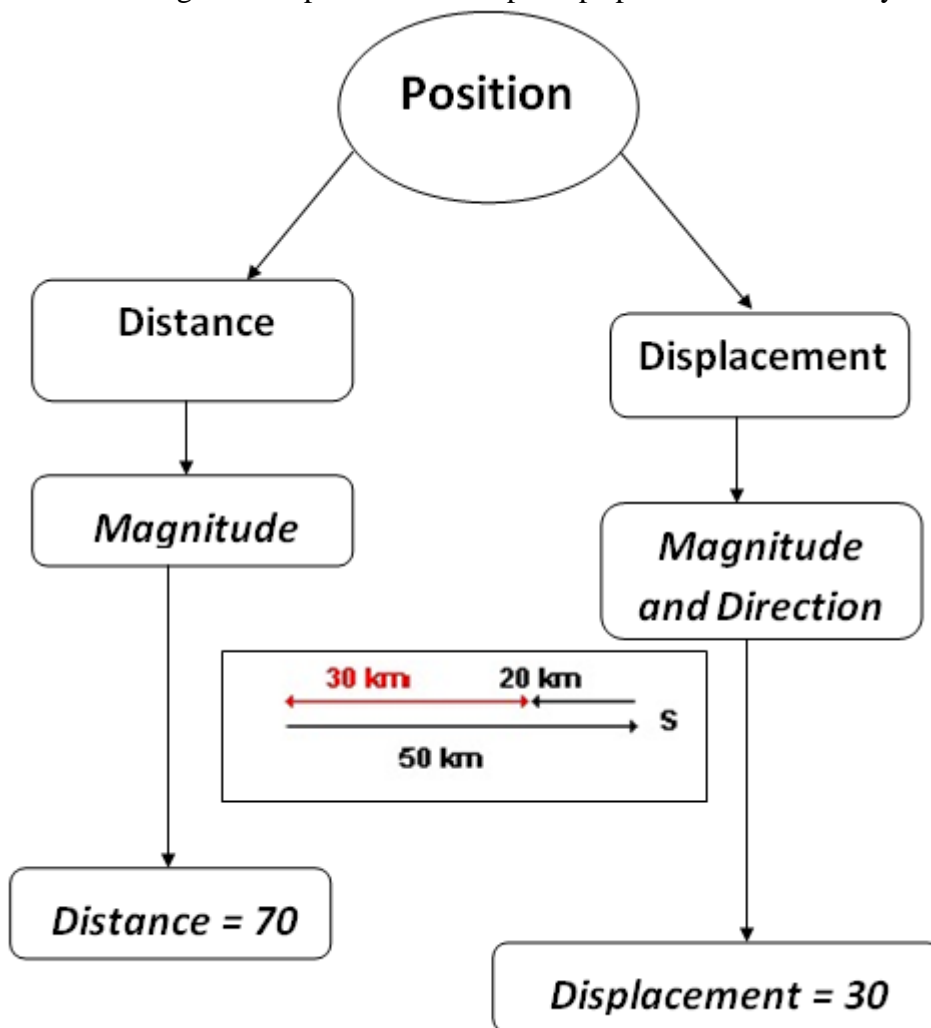 Position
Distance
Displacement
Magnitude
Magnitude
and Direction
30 km
20 km
S
50 km
Distance = 70
Displacement = 30